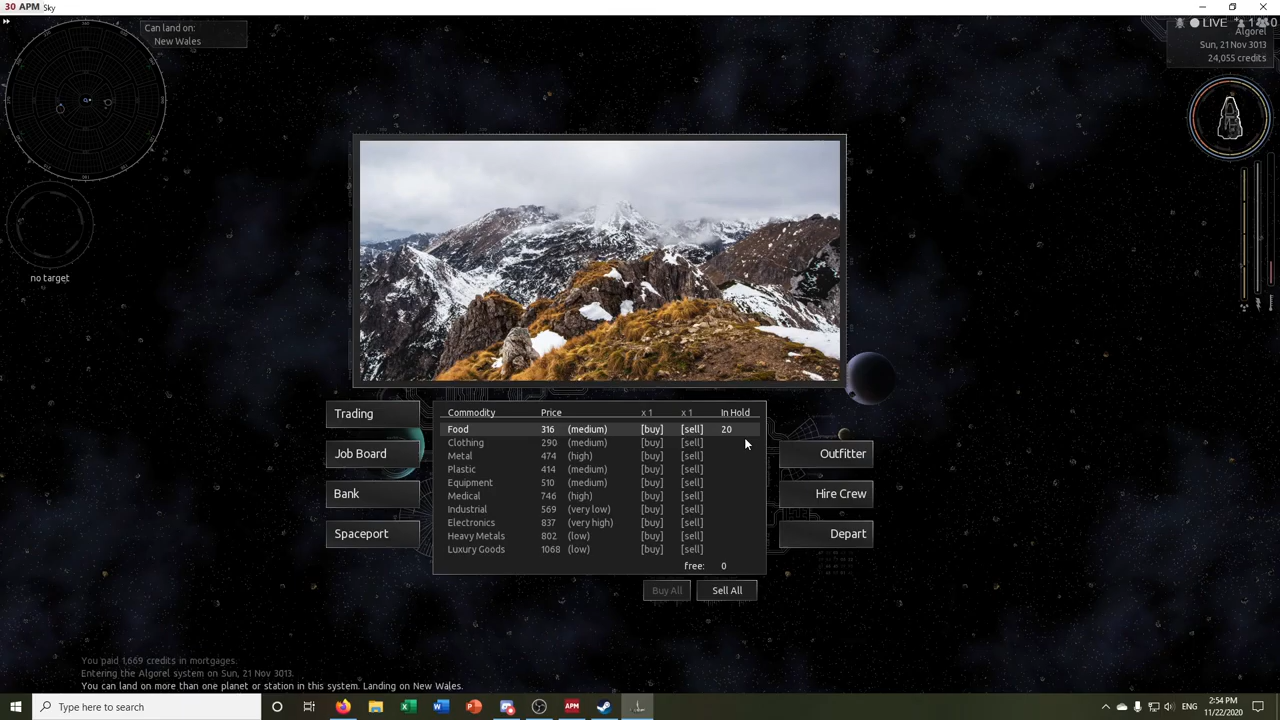 30 APM Sky
Can land on:
New Wales
LIVE
Algorel
Sun, 21 Nov 3013
24,055 credits
no target
Trading
Job Board
Bank
Spaceport
Commodity Price x 1 x 1 In Hold
Food 316 (medium) [buy] [sell] 20
Clothing 290 (medium) [buy] [sell]
Metal 474 (high) [buy] [sell]
Plastic 414 (medium) [buy] [sell]
Equipment 510 (medium) [buy] [sell]
Medical 746 (high) [buy] [sell]
Industrial 569 (very low) [buy] [sell]
Electronics 837 (very high) [buy] [sell]
Heavy Metals 802 (low) [buy] [sell]
Luxury Goods 1068 (low) [buy] [sell]
free: 0
Buy All Sell All
Outfitter
Hire Crew
Depart
You paid 1,669 credits in mortgages.
Entering the Algorel system on Sun, 21 Nov 3013.
You can land on more than one planet or station in this system. Landing on New Wales.
Type here to search
APM
ENG
2:54 PM
11/22/2020